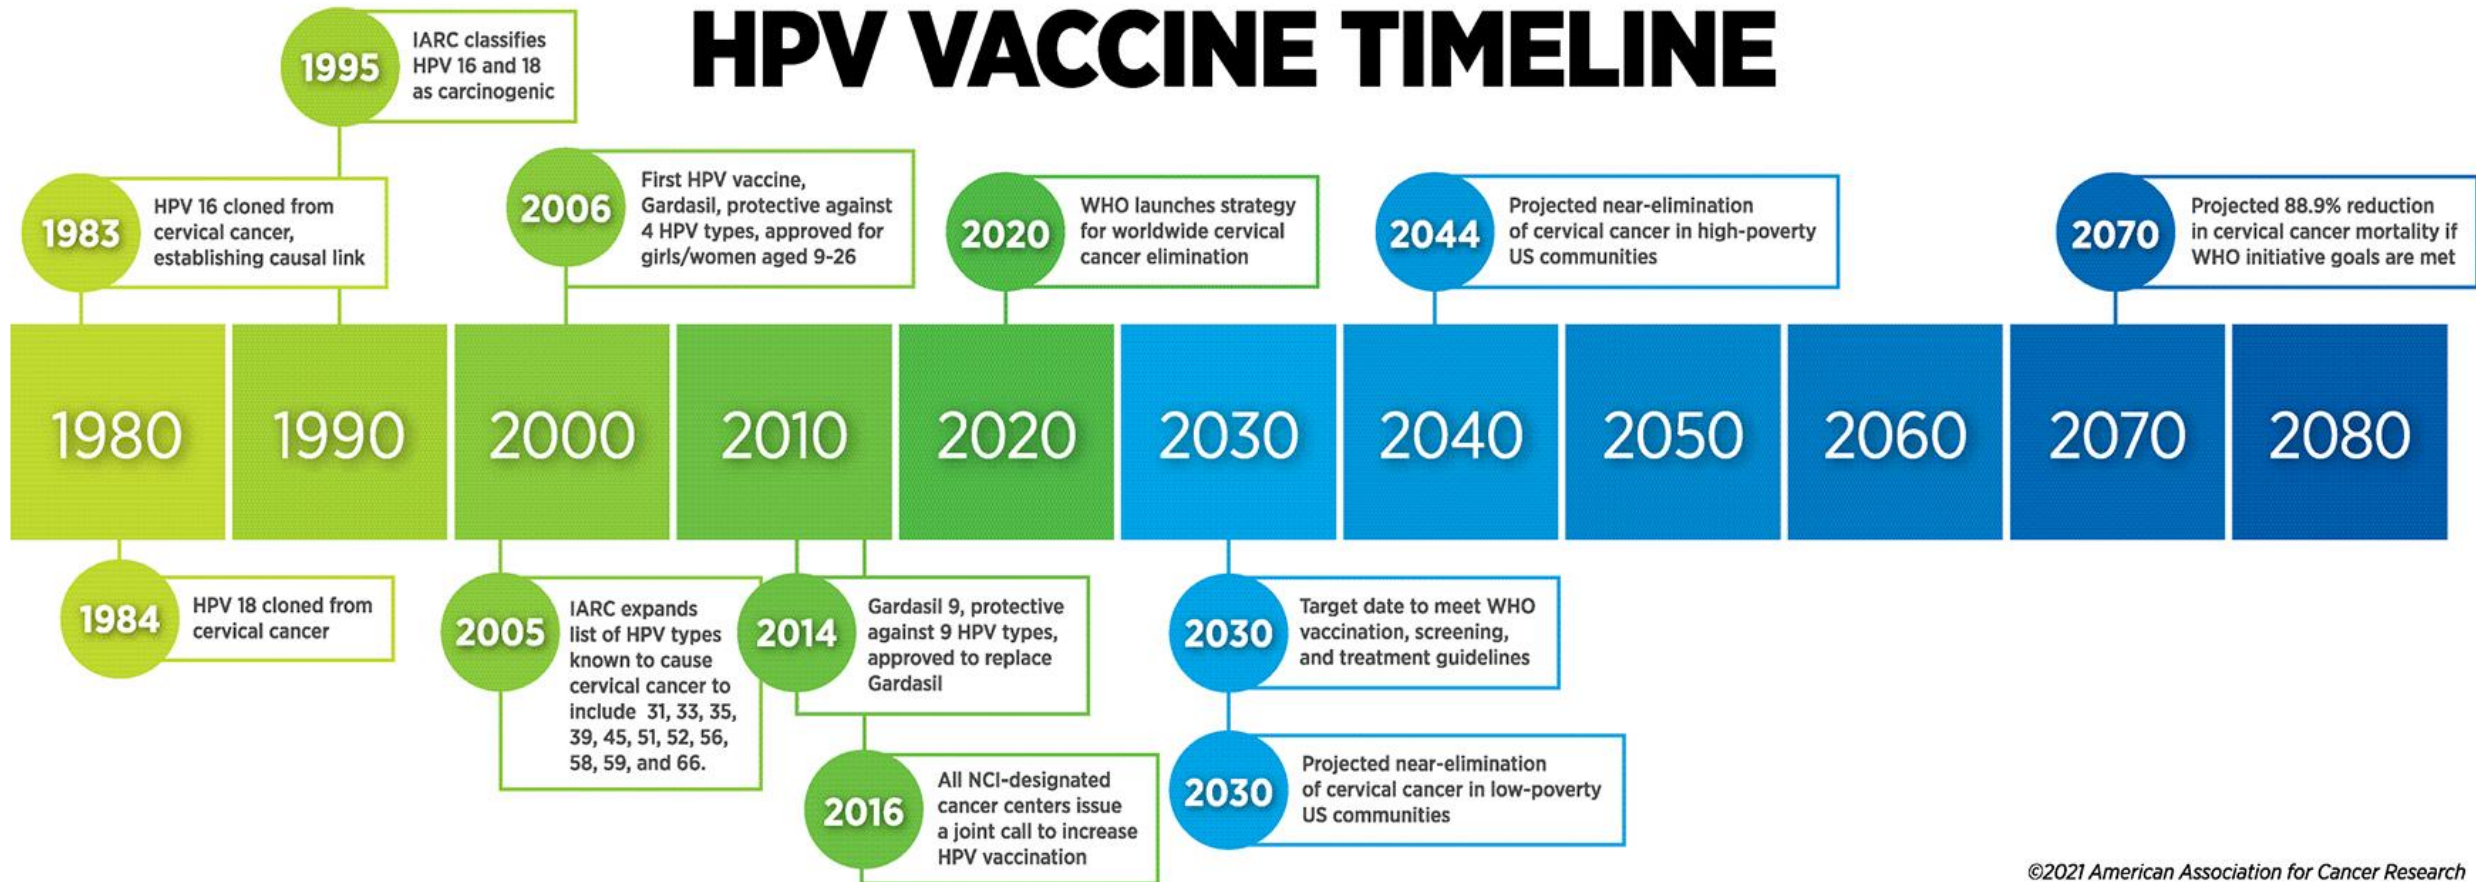 HPV VACCINE TIMELINE
1995
IARC classifies
HPV 16 and 18
as carcinogenic
1983
HPV 16 cloned from
cervical cancer,
establishing causal link
2006
First HPV vaccine,
Gardasil, protective against
4 HPV types, approved for
girls/women aged 9-26
2020
WHO launches strategy
for worldwide cervical
cancer elimination
2044
Projected near-elimination
of cervical cancer in high-poverty
US communities
2070
Projected 88.9% reduction
in cervical cancer mortality if
WHO initiative goals are met
1980
1990
2000
2010
2020
2030
2040
2050
2060
2070
2080
1984
HPV 18 cloned from
cervical cancer
2005
IARC expands
list of HPV types
known to cause
cervical cancer to
include 31, 33, 35,
39, 45, 51, 52, 56,
58, 59, and 66.
2014
Gardasil 9, protective
against 9 HPV types,
approved to replace
Gardasil
2016
All NCI-designated
cancer centers issue
a joint call to increase
HPV vaccination
2030
Target date to meet WHO
vaccination, screening,
and treatment guidelines
2030
Projected near-elimination
of cervical cancer in low-poverty
US communities
©2021 American Association for Cancer Research